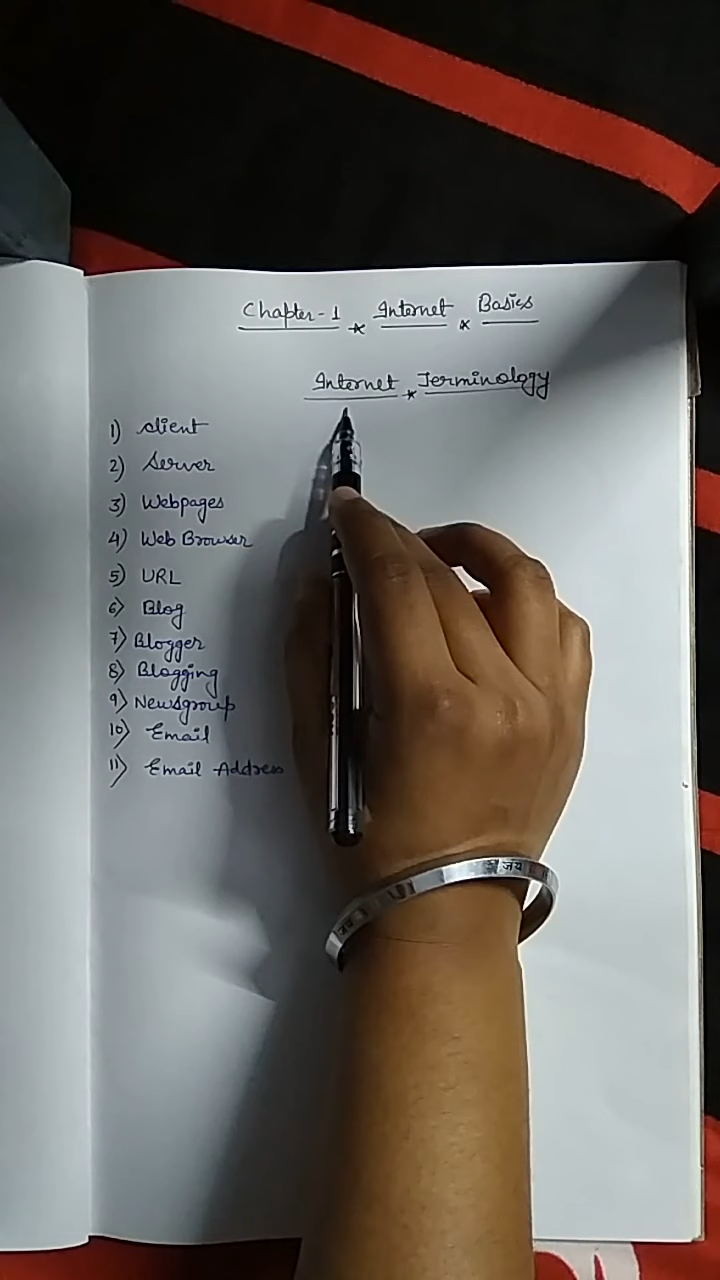 Chapter-1 * Internet * Basics
Internet * Terminology
1) Client
2) Server
3) Webpages
4) Web Browser
5) URL
6) Blog
7) Blogger
8) Blogging
9) Newsgroup
10) Email
11) Email Address
जय